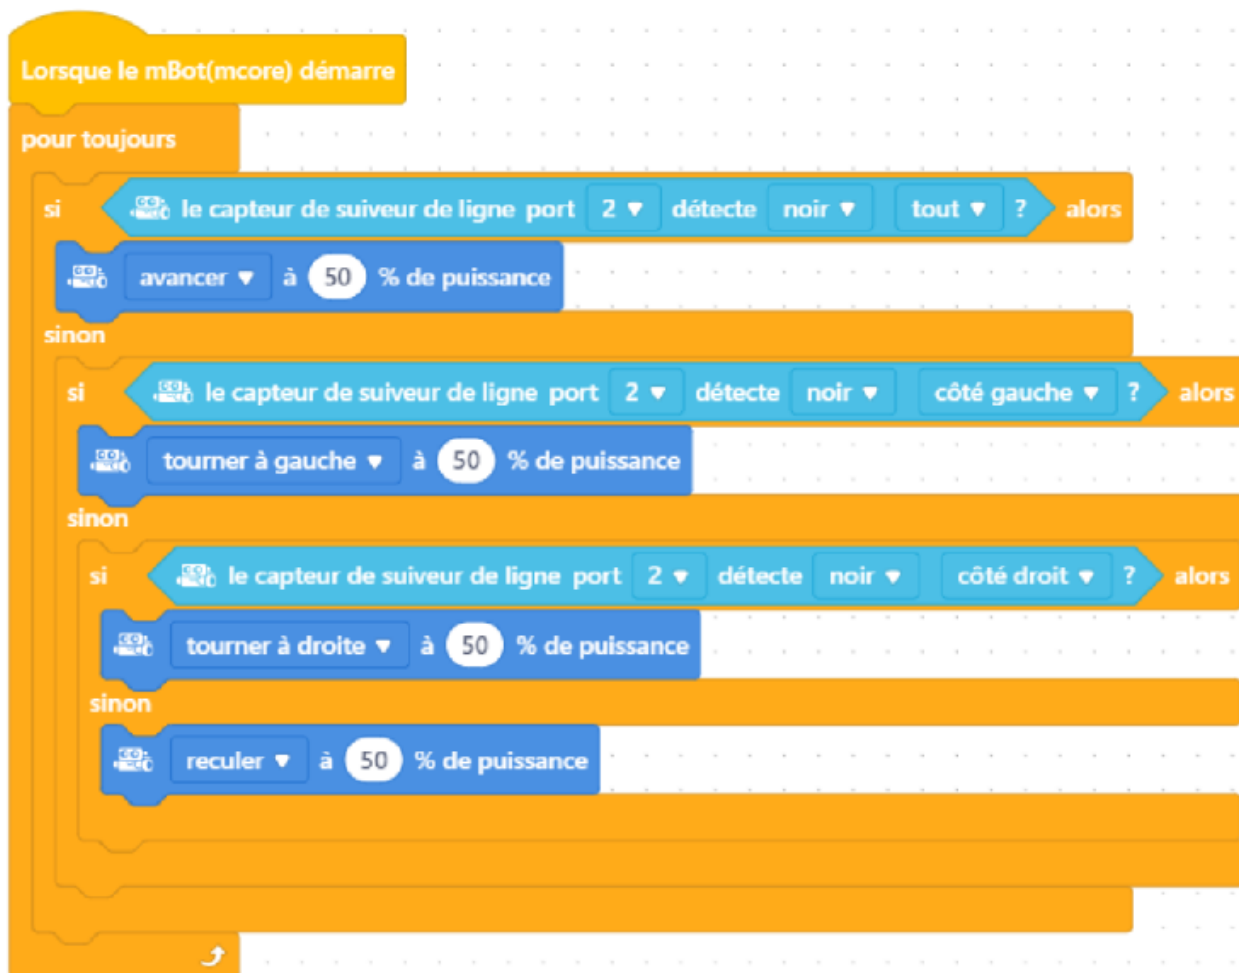 Lorsque le mBot(mcore) démarre
pour toujours
si le capteur de suiveur de ligne port 2 détecte noir tout ? alors
avancer à 50 % de puissance
sinon
si le capteur de suiveur de ligne port 2 détecte noir côté gauche ? alors
tourner à gauche à 50 % de puissance
sinon
si le capteur de suiveur de ligne port 2 détecte noir côté droit ? alors
tourner à droite à 50 % de puissance
sinon
reculer à 50 % de puissance